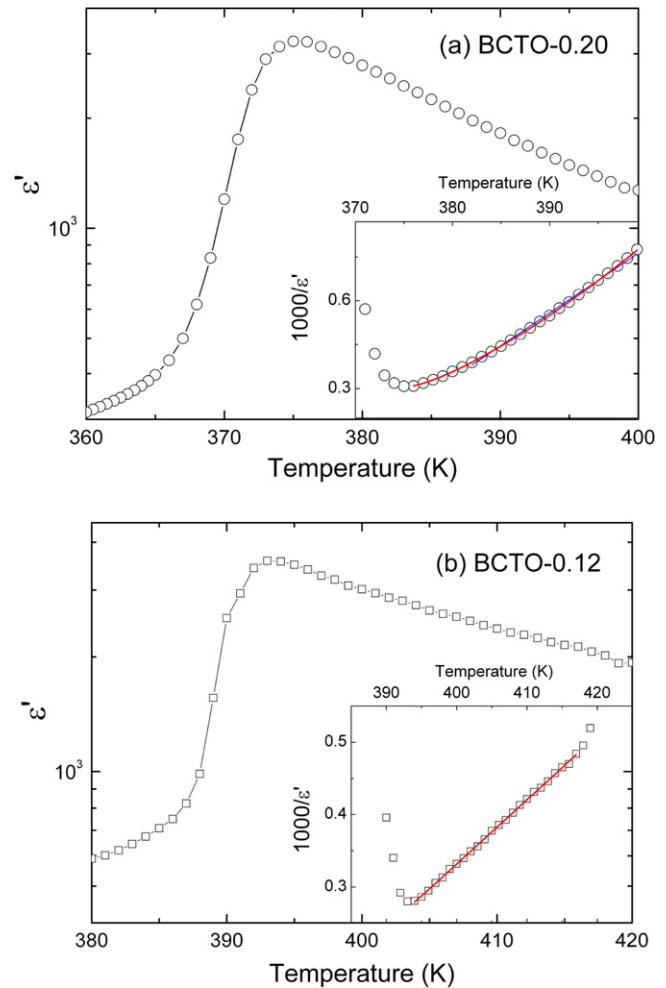 (a) BCTO-0.20
ε'
10³
Temperature (K)
370 380 390
1000/ε'
0.6
0.3
360 370 380 390 400
Temperature (K)
(b) BCTO-0.12
ε'
10³
Temperature (K)
390 400 410 420
1000/ε'
0.5
0.4
0.3
380 390 400 410 420
Temperature (K)